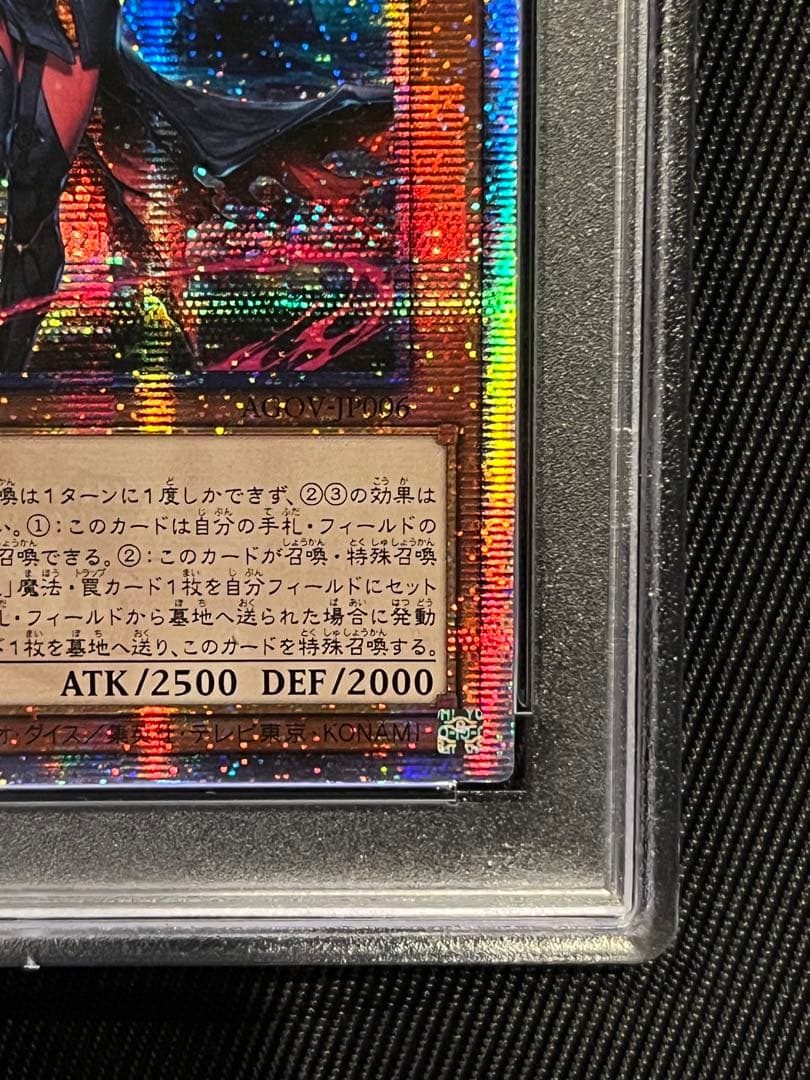 AGOV-JP006
喚は1ターンに1度しかできず、②③の効果は
い。①:このカードは自分の手札・フィールドの
召喚できる。②:このカードが召喚・特殊召喚
」魔法・罠カード1枚を自分フィールドにセット
札・フィールドから墓地へ送られた場合に発動
ド1枚を墓地へ送り、このカードを特殊召喚する。
ATK/2500 DEF/2000
オ・ダイス/集英社・テレビ東京・KONAMI